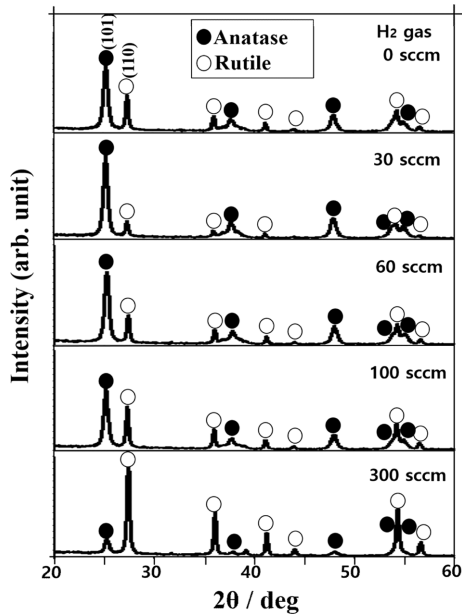 (101)
(110)
Anatase
Rutile
H2 gas
0 sccm
30 sccm
60 sccm
100 sccm
300 sccm
Intensity (arb. unit)
20 30 40 50 60
2θ / deg